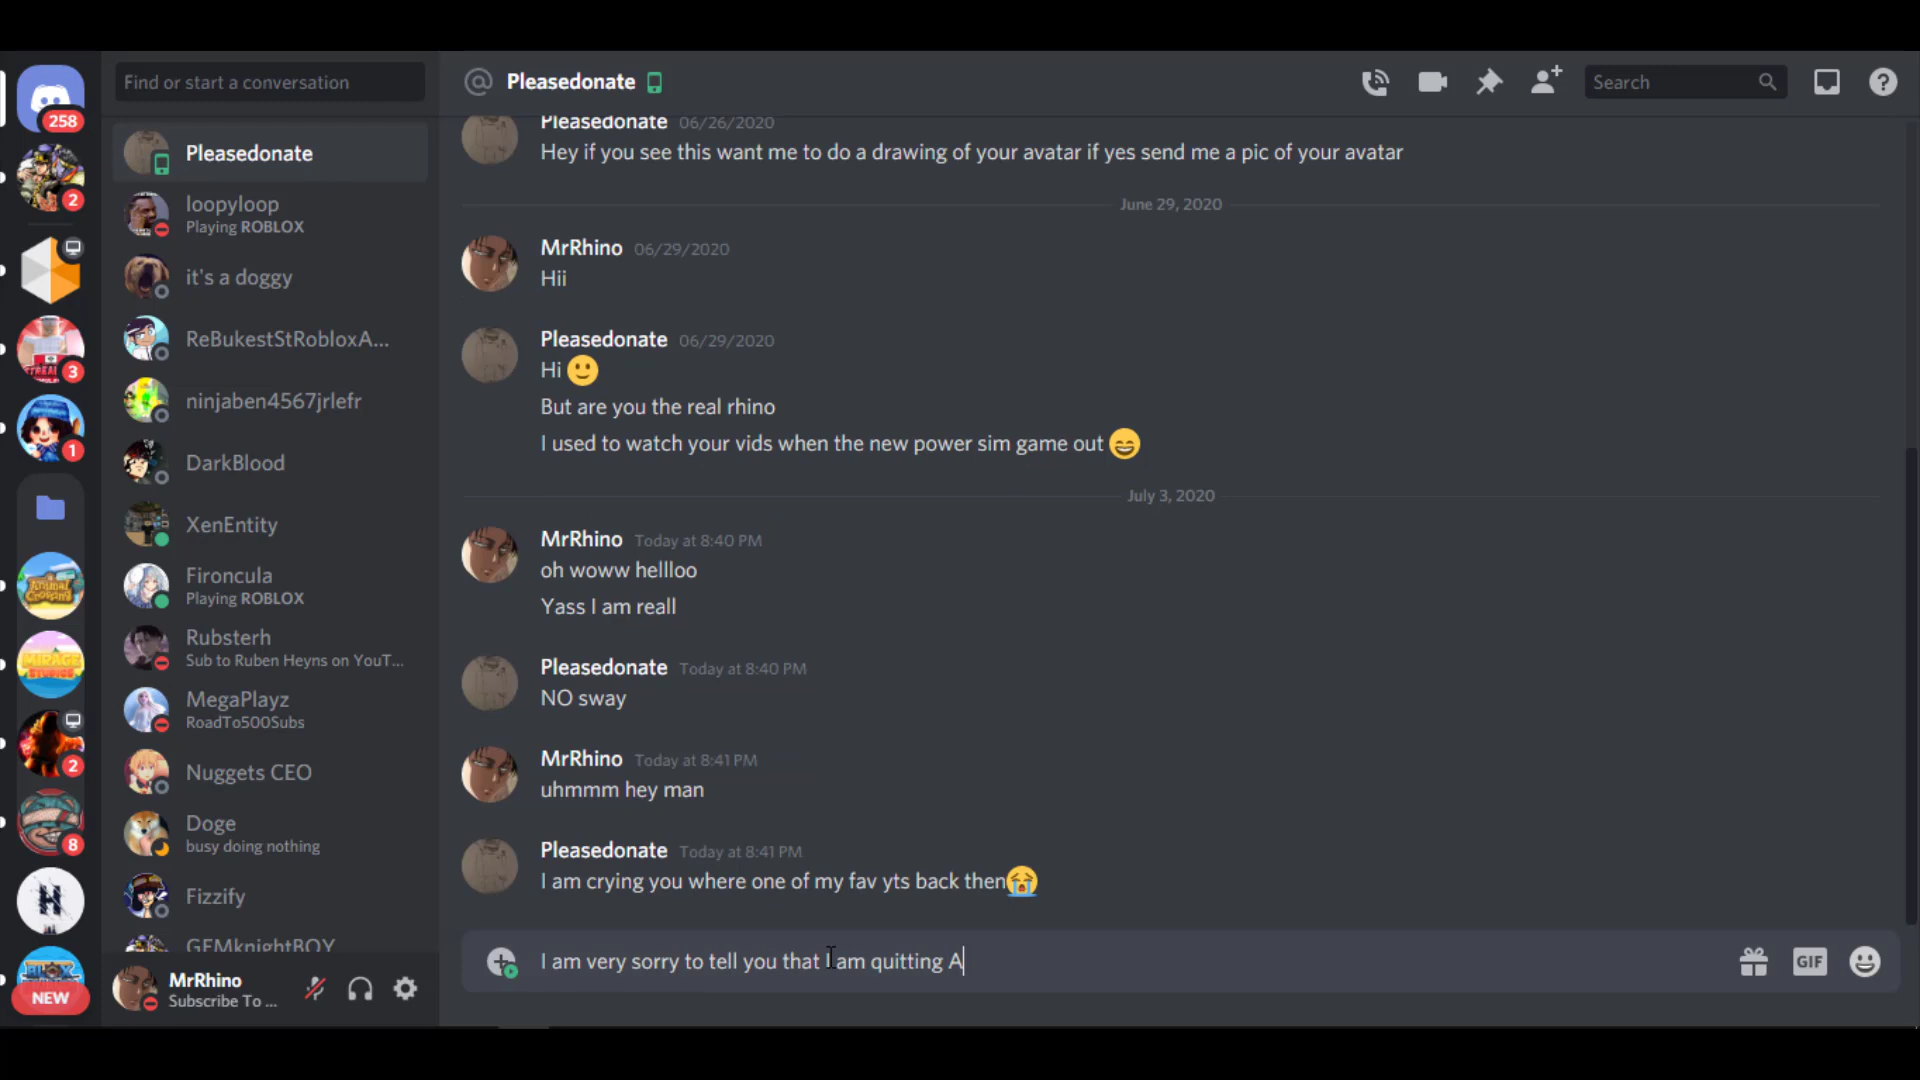 Find or start a conversation
@ Pleasedonate
Search
258
2
3
1
ANIMAL CROSSING
MIRAGE STUDIOS
2
8
H
NEW
Pleasedonate
loopyloop
Playing ROBLOX
it's a doggy
ReBukestStRobloxA...
ninjaben4567jrlefr
DarkBlood
XenEntity
Fironcula
Playing ROBLOX
Rubsterh
Sub to Ruben Heyns on YouT...
MegaPlayz
RoadTo500Subs
Nuggets CEO
Doge
busy doing nothing
Fizzify
GEMknightBOY
MrRhino
Subscribe To ...
Pleasedonate 06/26/2020
Hey if you see this want me to do a drawing of your avatar if yes send me a pic of your avatar
June 29, 2020
MrRhino 06/29/2020
Hii
Pleasedonate 06/29/2020
Hi 🙂
But are you the real rhino
I used to watch your vids when the new power sim game out 😄
July 3, 2020
MrRhino Today at 8:40 PM
oh woww hellloo
Yass I am reall
Pleasedonate Today at 8:40 PM
NO sway
MrRhino Today at 8:41 PM
uhmmm hey man
Pleasedonate Today at 8:41 PM
I am crying you where one of my fav yts back then😭
I am very sorry to tell you that I am quitting A
GIF